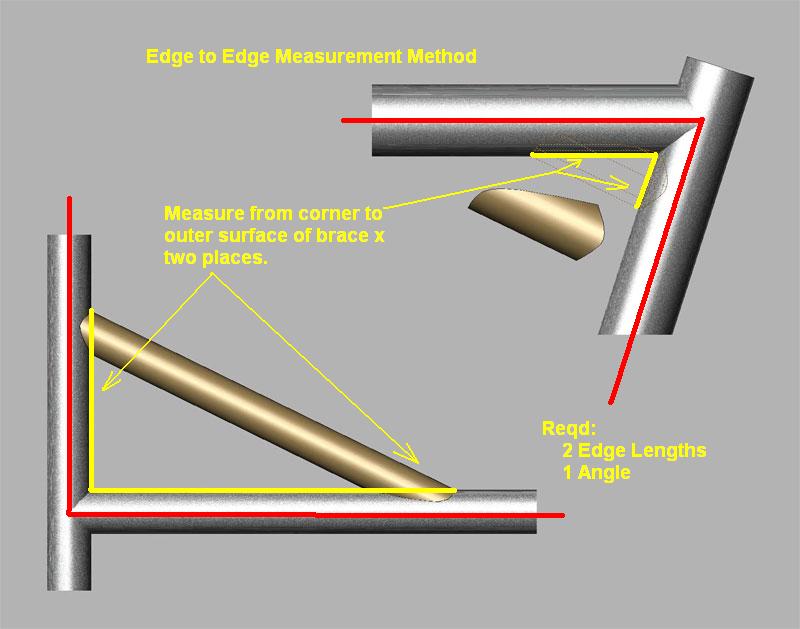 Edge to Edge Measurement Method
Measure from corner to
outer surface of brace x
two places.
Reqd:
2 Edge Lengths
1 Angle